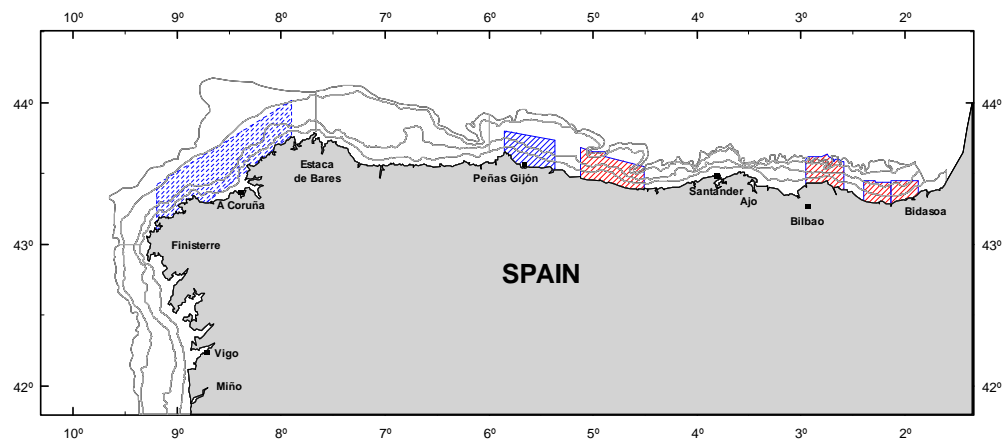 10º 9º 8º 7º 6º 5º 4º 3º 2º
44º 44º
Estaca
de Bares
Peñas Gijón
Santander
Ajo
A Coruña
Bilbao
Bidasoa
43º Finisterre 43º
SPAIN
Vigo
42º Miño 42º
10º 9º 8º 7º 6º 5º 4º 3º 2º